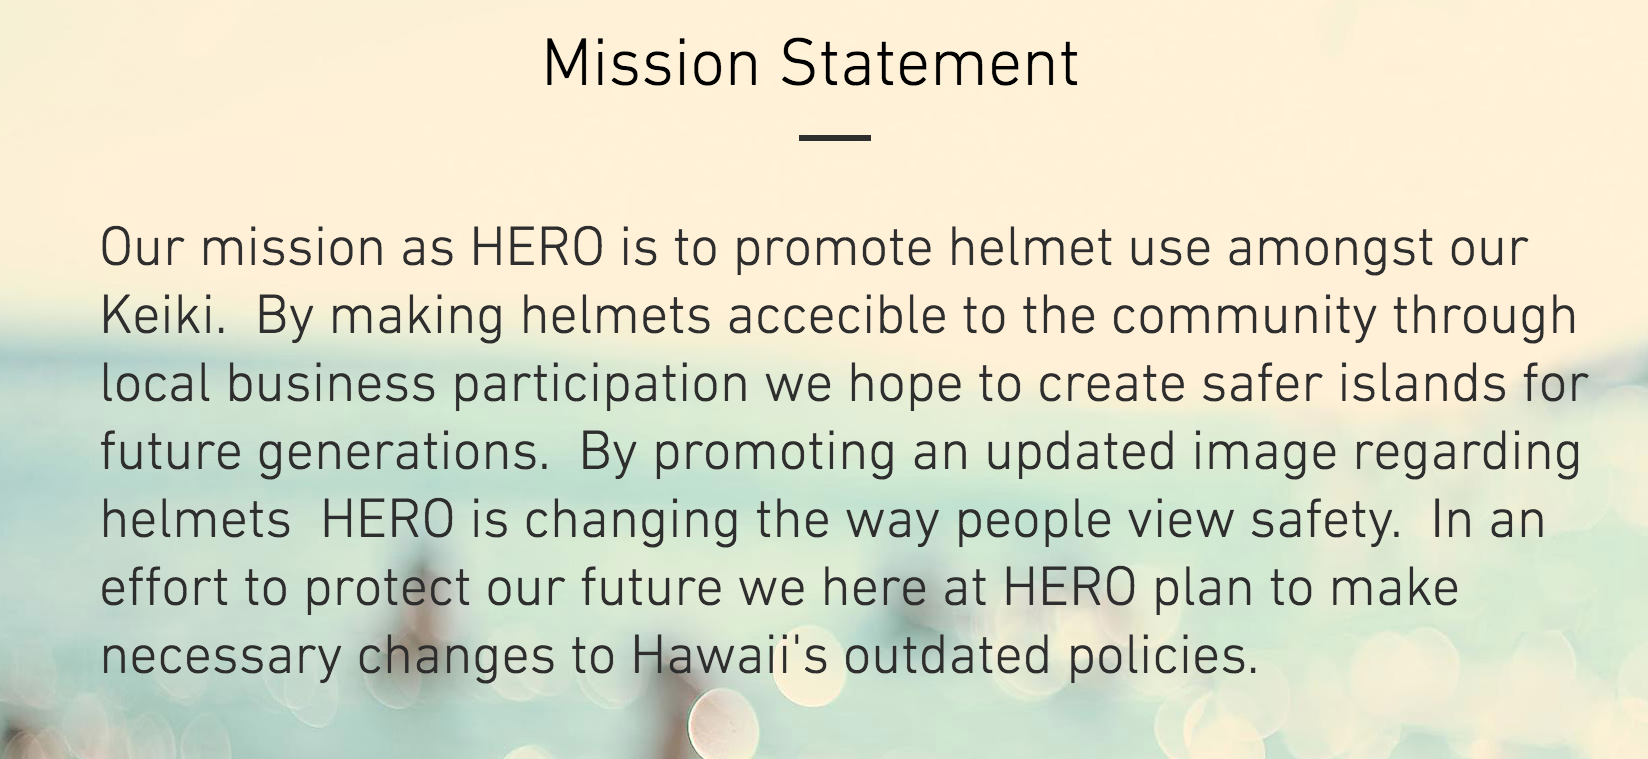 Mission Statement
Our mission as HERO is to promote helmet use amongst our
Keiki.  By making helmets accecible to the community through
local business participation we hope to create safer islands for
future generations.  By promoting an updated image regarding
helmets  HERO is changing the way people view safety.  In an
effort to protect our future we here at HERO plan to make
necessary changes to Hawaii's outdated policies.